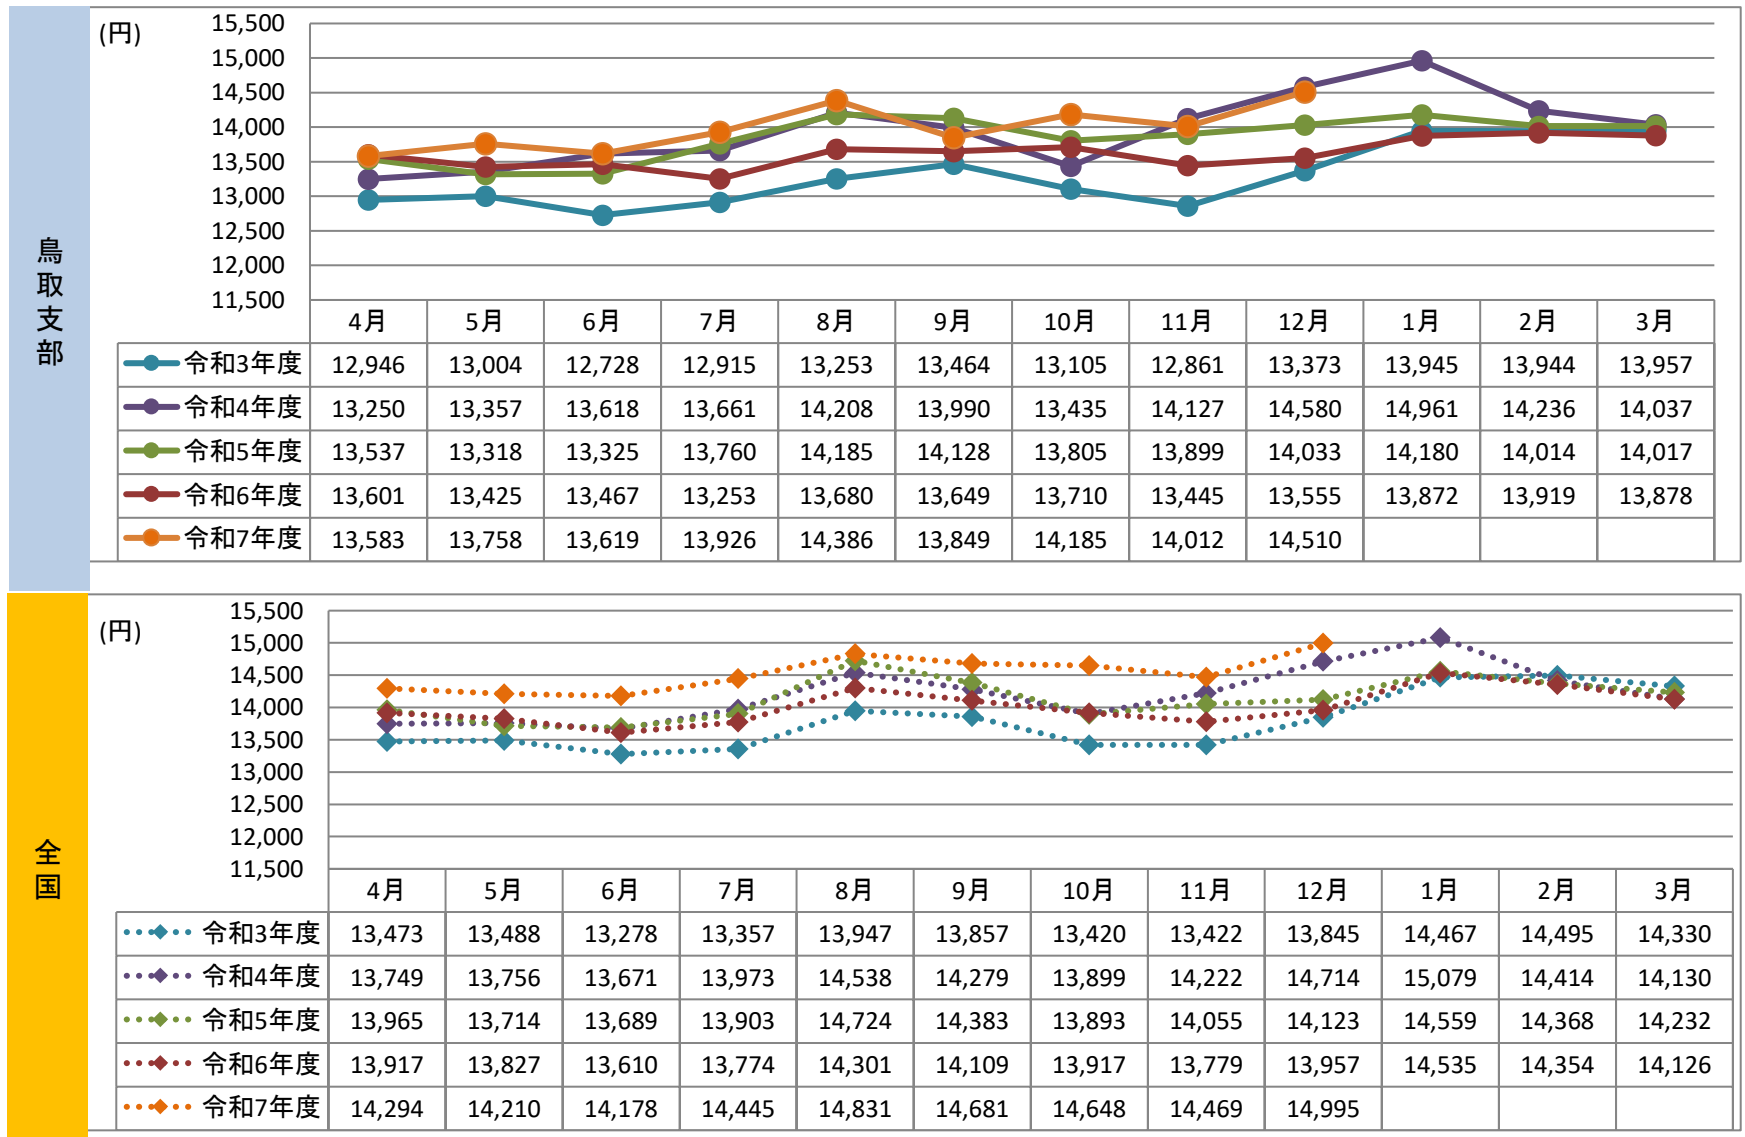 鳥取支部
(円)
15,500
15,000
14,500
14,000
13,500
13,000
12,500
12,000
11,500
4月 5月 6月 7月 8月 9月 10月 11月 12月 1月 2月 3月
令和3年度 12,946 13,004 12,728 12,915 13,253 13,464 13,105 12,861 13,373 13,945 13,944 13,957
令和4年度 13,250 13,357 13,618 13,661 14,208 13,990 13,435 14,127 14,580 14,961 14,236 14,037
令和5年度 13,537 13,318 13,325 13,760 14,185 14,128 13,805 13,899 14,033 14,180 14,014 14,017
令和6年度 13,601 13,425 13,467 13,253 13,680 13,649 13,710 13,445 13,555 13,872 13,919 13,878
令和7年度 13,583 13,758 13,619 13,926 14,386 13,849 14,185 14,012 14,510
全国
(円)
15,500
15,000
14,500
14,000
13,500
13,000
12,500
12,000
11,500
4月 5月 6月 7月 8月 9月 10月 11月 12月 1月 2月 3月
令和3年度 13,473 13,488 13,278 13,357 13,947 13,857 13,420 13,422 13,845 14,467 14,495 14,330
令和4年度 13,749 13,756 13,671 13,973 14,538 14,279 13,899 14,222 14,714 15,079 14,414 14,130
令和5年度 13,965 13,714 13,689 13,903 14,724 14,383 13,893 14,055 14,123 14,559 14,368 14,232
令和6年度 13,917 13,827 13,610 13,774 14,301 14,109 13,917 13,779 13,957 14,535 14,354 14,126
令和7年度 14,294 14,210 14,178 14,445 14,831 14,681 14,648 14,469 14,995